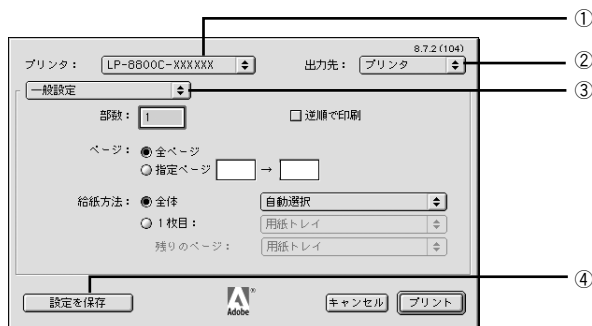 ①
8.7.2 (104)
プリンタ： LP-8800C-XXXXXX 出力先： プリンタ
②
一般設定
③
部数： 1 逆順で印刷
ページ： 全ページ
指定ページ →
給紙方法： 全体 自動選択
1枚目： 用紙トレイ
残りのページ： 用紙トレイ
④
設定を保存 Adobe ® キャンセル プリント